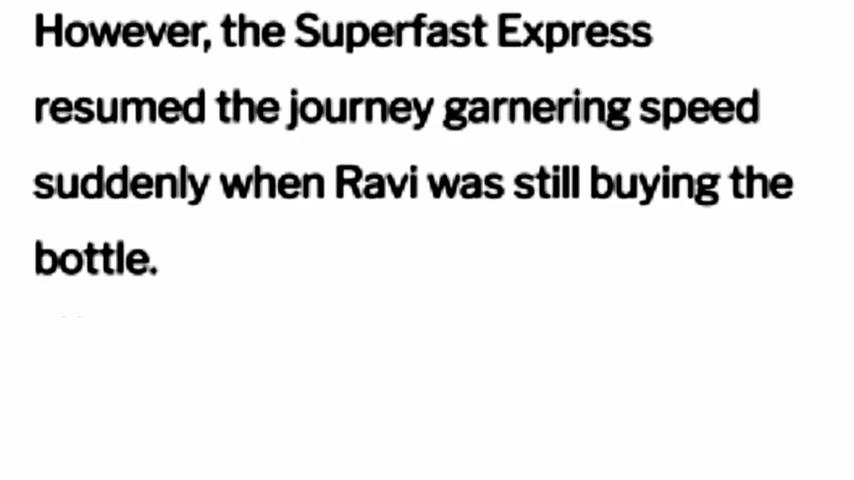 However, the Superfast Express
resumed the journey garnering speed
suddenly when Ravi was still buying the
bottle.